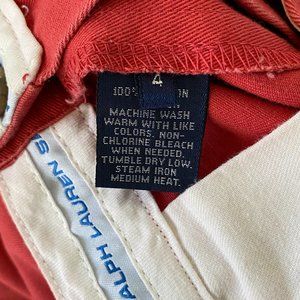 4
100%
MACHINE WASH
WARM WITH LIKE
COLORS. NON-
CHLORINE BLEACH
WHEN NEEDED.
TUMBLE DRY LOW.
STEAM IRON
MEDIUM HEAT.
RALPH LAUREN